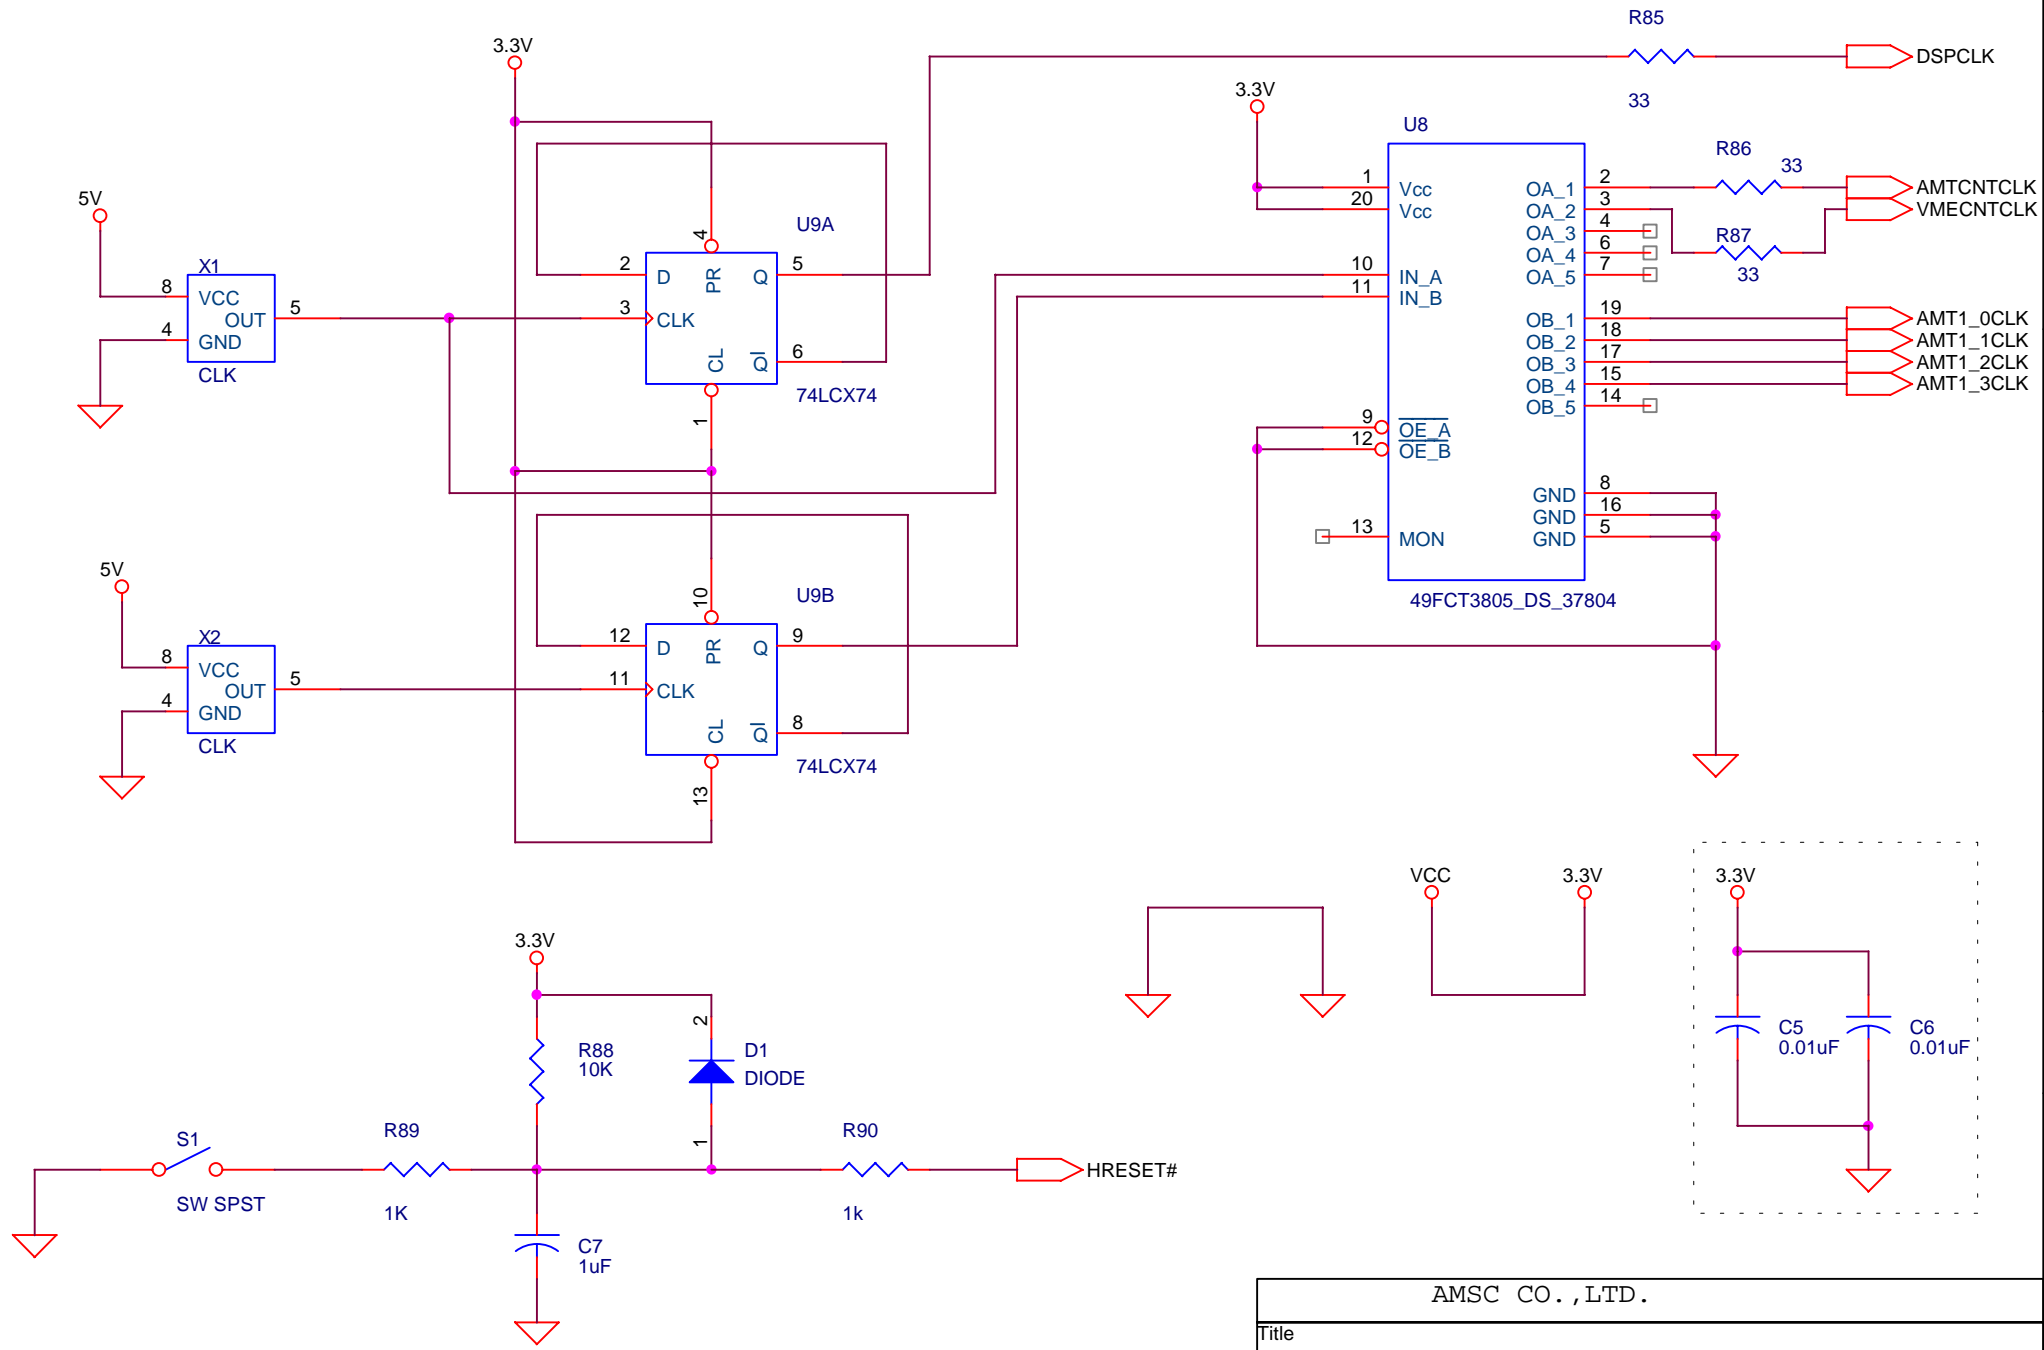 R85
3.3V
DSPCLK
3.3V
33
U8
R86
33
1
Vcc
OA_1
2
AMTCNTCLK
20
Vcc
OA_2
3
VMECNTCLK
OA_3
4
R87
OA_4
6
OA_5
7
33
10
IN_A
11
IN_B
OB_1
19
AMT1_0CLK
OB_2
18
AMT1_1CLK
OB_3
17
AMT1_2CLK
OB_4
15
AMT1_3CLK
OB_5
14
9
OE_A
12
OE_B
GND
8
GND
16
GND
5
13
MON
49FCT3805_DS_37804
5V
X1
8
VCC
OUT
5
4
GND
CLK
4
U9A
2
D
PR
Q
5
3
CLK
CL
Q
6
1
74LCX74
5V
X2
8
VCC
OUT
5
4
GND
CLK
10
U9B
12
D
PR
Q
9
11
CLK
CL
Q
8
13
74LCX74
VCC
3.3V
3.3V
C5
0.01uF
C6
0.01uF
3.3V
R88
10K
2
D1
DIODE
1
S1
SW SPST
R89
1K
R90
1k
HRESET#
C7
1uF
AMSC CO.,LTD.
Title